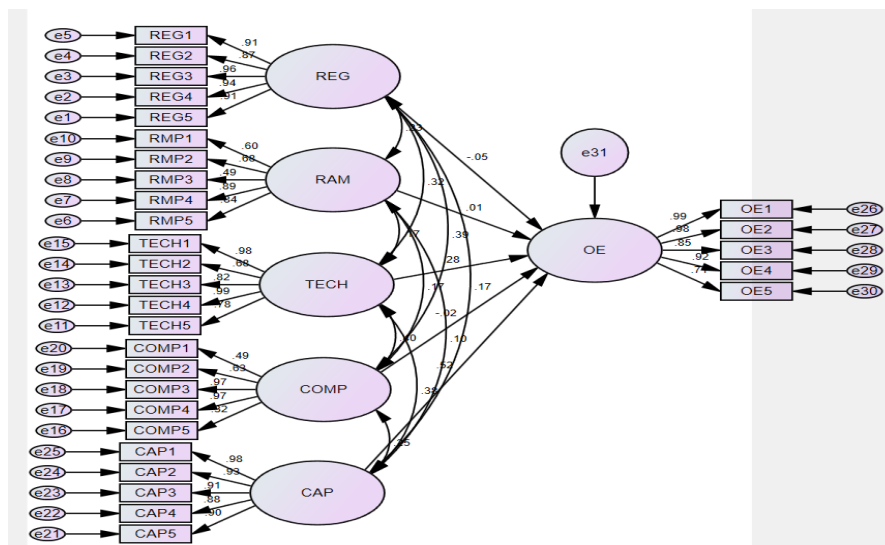 e5 REG1 .91
e4 REG2 .87
e3 REG3 .96
e2 REG4 .94
e1 REG5 .91
REG
e10 RMP1 .60
e9 RMP2 .68
e8 RMP3 .49
e7 RMP4 .89
e6 RMP5 .84
RAM
e15 TECH1 .98
e14 TECH2 .68
e13 TECH3 .82
e12 TECH4 .99
e11 TECH5 .78
TECH
e20 COMP1 .49
e19 COMP2 .63
e18 COMP3 .97
e17 COMP4 .97
e16 COMP5 .82
COMP
e25 CAP1 .98
e24 CAP2 .93
e23 CAP3 .91
e22 CAP4 .88
e21 CAP5 .90
CAP
-.05
.32
.01
.39
.28
.17
.17
-.02
.10
.52
.38
e31
OE
.99 OE1 e26
.98 OE2 e27
.85 OE3 e28
.92 OE4 e29
OE5 e30